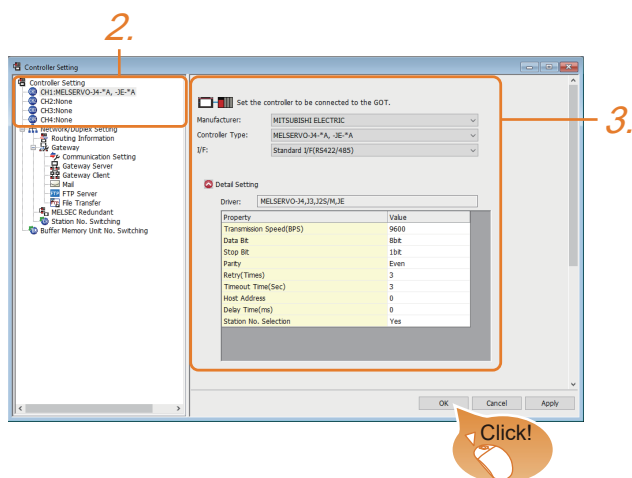 2.
Controller Setting
Controller Setting
CH1:MELSERVO-J4-*A, -JE-*A
CH2:None
CH3:None
CH4:None
Network/Duplex Setting
Routing Information
Gateway
Communication Setting
Gateway Server
Gateway Client
Mail
FTP Server
File Transfer
MELSEC Redundant
Station No. Switching
Buffer Memory Unit No. Switching
Set the controller to be connected to the GOT.
Manufacturer: MITSUBISHI ELECTRIC
Controller Type: MELSERVO-J4-*A, -JE-*A
I/F: Standard I/F(RS422/485)
3.
Detail Setting
Driver: MELSERVO-J4,J3,J2S/M,JE
Property Value
Transmission Speed(BPS) 9600
Data Bit 8bit
Stop Bit 1bit
Parity Even
Retry(Times) 3
Timeout Time(Sec) 3
Host Address 0
Delay Time(ms) 0
Station No. Selection Yes
OK Cancel Apply
Click!